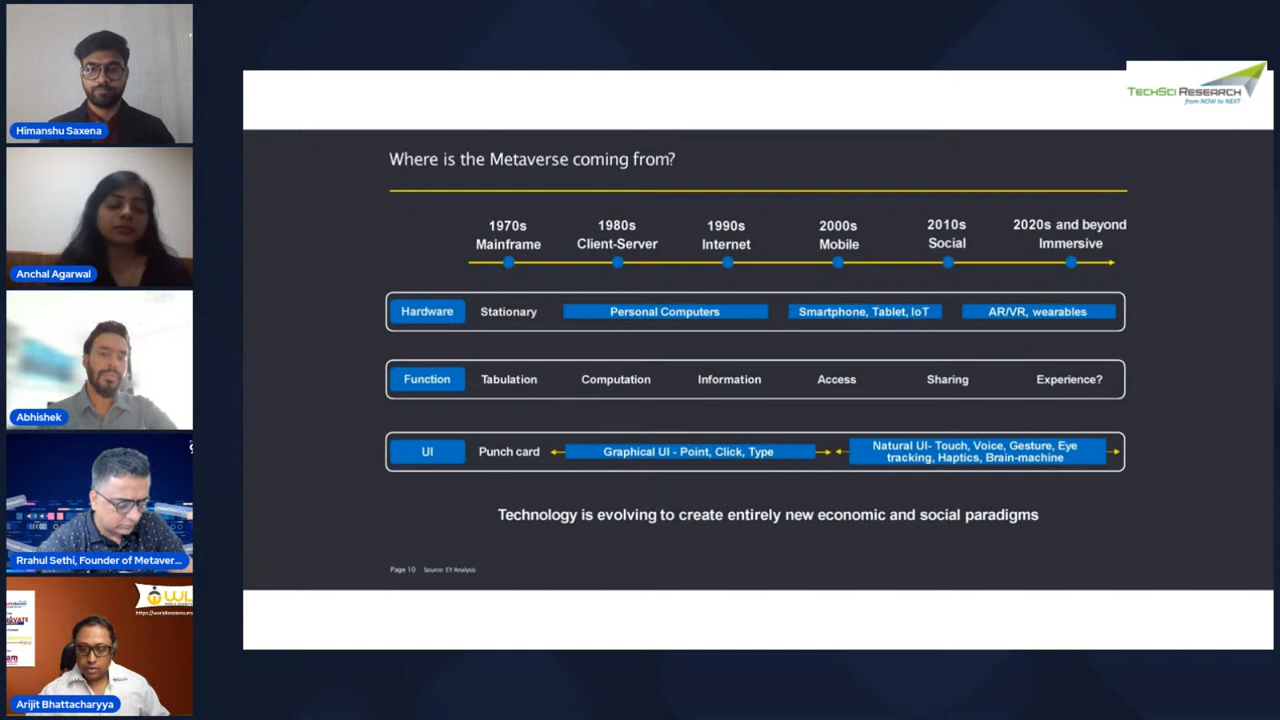 Himanshu Saxena
Anchal Agarwal
Abhishek
Rrahul Sethi, Founder of Metaver...
https://worldleaders
Arijit Bhattacharyya
TechSci Research
from NOW to NEXT
Where is the Metaverse coming from?
1970s 1980s 1990s 2000s 2010s 2020s and beyond
Mainframe Client-Server Internet Mobile Social Immersive
Hardware Stationary Personal Computers Smartphone, Tablet, IoT AR/VR, wearables
Function Tabulation Computation Information Access Sharing Experience?
UI Punch card Graphical UI - Point, Click, Type Natural UI- Touch, Voice, Gesture, Eye
tracking, Haptics, Brain-machine
Technology is evolving to create entirely new economic and social paradigms
Page 10 Source: EY Analysis